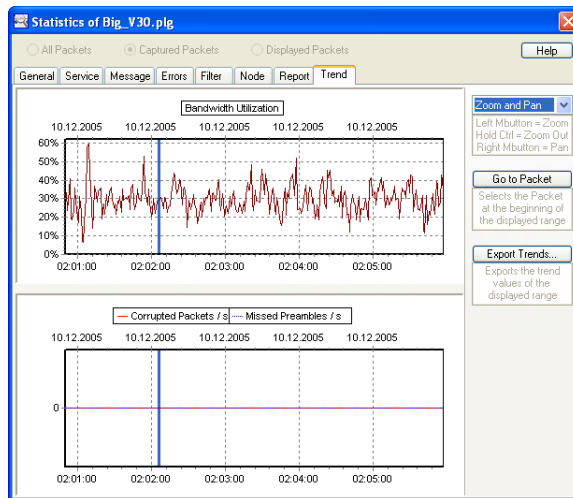 Statistics of Big_V30.plg
All Packets Captured Packets Displayed Packets
Help
General Service Message Errors Filter Node Report Trend
Bandwidth Utilization
10.12.2005 10.12.2005 10.12.2005 10.12.2005 10.12.2005
60%
50%
40%
30%
20%
10%
0%
02:01:00 02:02:00 02:03:00 02:04:00 02:05:00
Zoom and Pan
Left Mbutton = Zoom
Hold Ctrl = Zoom Out
Right Mbutton = Pan
Go to Packet
Selects the Packet
at the beginning of
the displayed range
Export Trends...
Exports the trend
values of the
displayed range
Corrupted Packets / s Missed Preambles / s
10.12.2005 10.12.2005 10.12.2005 10.12.2005 10.12.2005
0
02:01:00 02:02:00 02:03:00 02:04:00 02:05:00